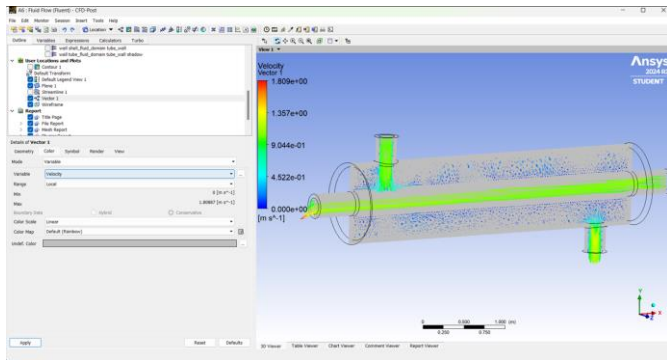 A6 : Fluid Flow (Fluent) - CFD-Post
File Edit Monitor Session Insert Tools Help
Location
Outline Variables Expressions Calculators Turbo
wall shell_fluid_domain tube_wall
wall tube_fluid_domain tube_wall shadow
User Locations and Plots
Contour 1
Default Transform
Default Legend View 1
Plane 1
Streamline 1
Vector 1
Wireframe
Report
Title Page
File Report
Mesh Report
Details of Vector 1
Geometry Color Symbol Render View
Mode Variable
Variable Velocity
Range Local
Min 0 [m s^-1]
Max 1.80867 [m s^-1]
Boundary Data Hybrid Conservative
Color Scale Linear
Color Map Default (Rainbow)
Undef. Color
Apply Reset Defaults
View 1
Velocity
Vector 1
1.809e+00
1.357e+00
9.044e-01
4.522e-01
0.000e+00
[m s^-1]
Ansys
2024 R
STUDENT
Y
X
Z
0 0.500 1.000 (m)
0.250 0.750
3D Viewer Table Viewer Chart Viewer Comment Viewer Report Viewer